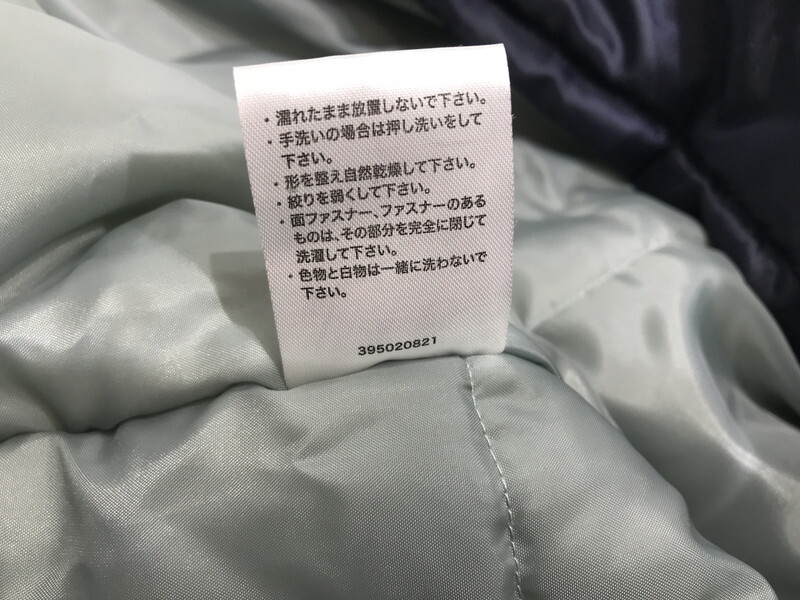 ・濡れたまま放置しないで下さい。
・手洗いの場合は押し洗いをして
下さい。
・形を整え自然乾燥して下さい。
・絞りを弱くして下さい。
・面ファスナー、ファスナーのある
ものは、その部分を完全に閉じて
洗濯して下さい。
・色物と白物は一緒に洗わないで
下さい。
395020821